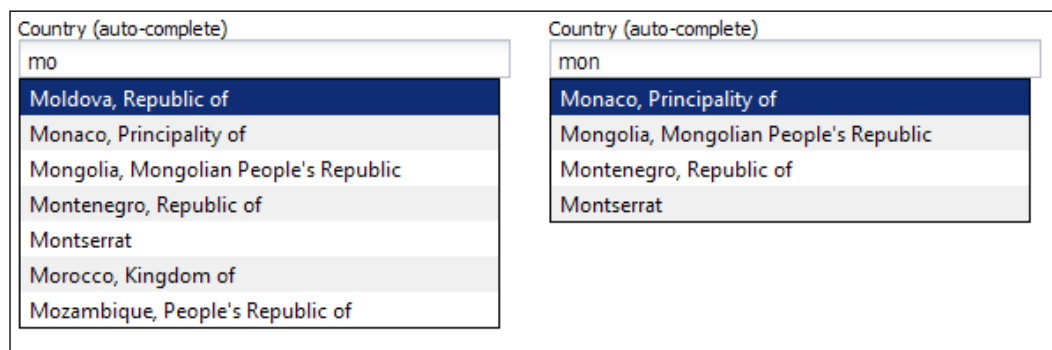 Country (auto-complete)
mo
Moldova, Republic of
Monaco, Principality of
Mongolia, Mongolian People's Republic
Montenegro, Republic of
Montserrat
Morocco, Kingdom of
Mozambique, People's Republic of
Country (auto-complete)
mon
Monaco, Principality of
Mongolia, Mongolian People's Republic
Montenegro, Republic of
Montserrat